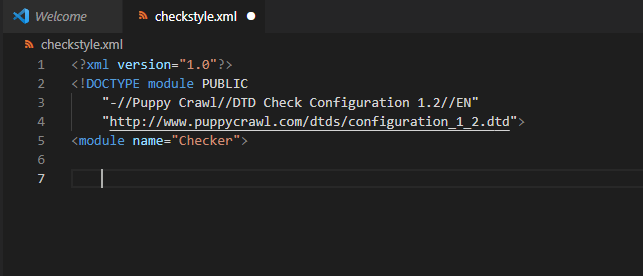 Welcome checkstyle.xml
checkstyle.xml
1 <?xml version="1.0"?>
2 <!DOCTYPE module PUBLIC
3 "-//Puppy Crawl//DTD Check Configuration 1.2//EN"
4 "http://www.puppycrawl.com/dtds/configuration_1_2.dtd">
5 <module name="Checker">
6
7